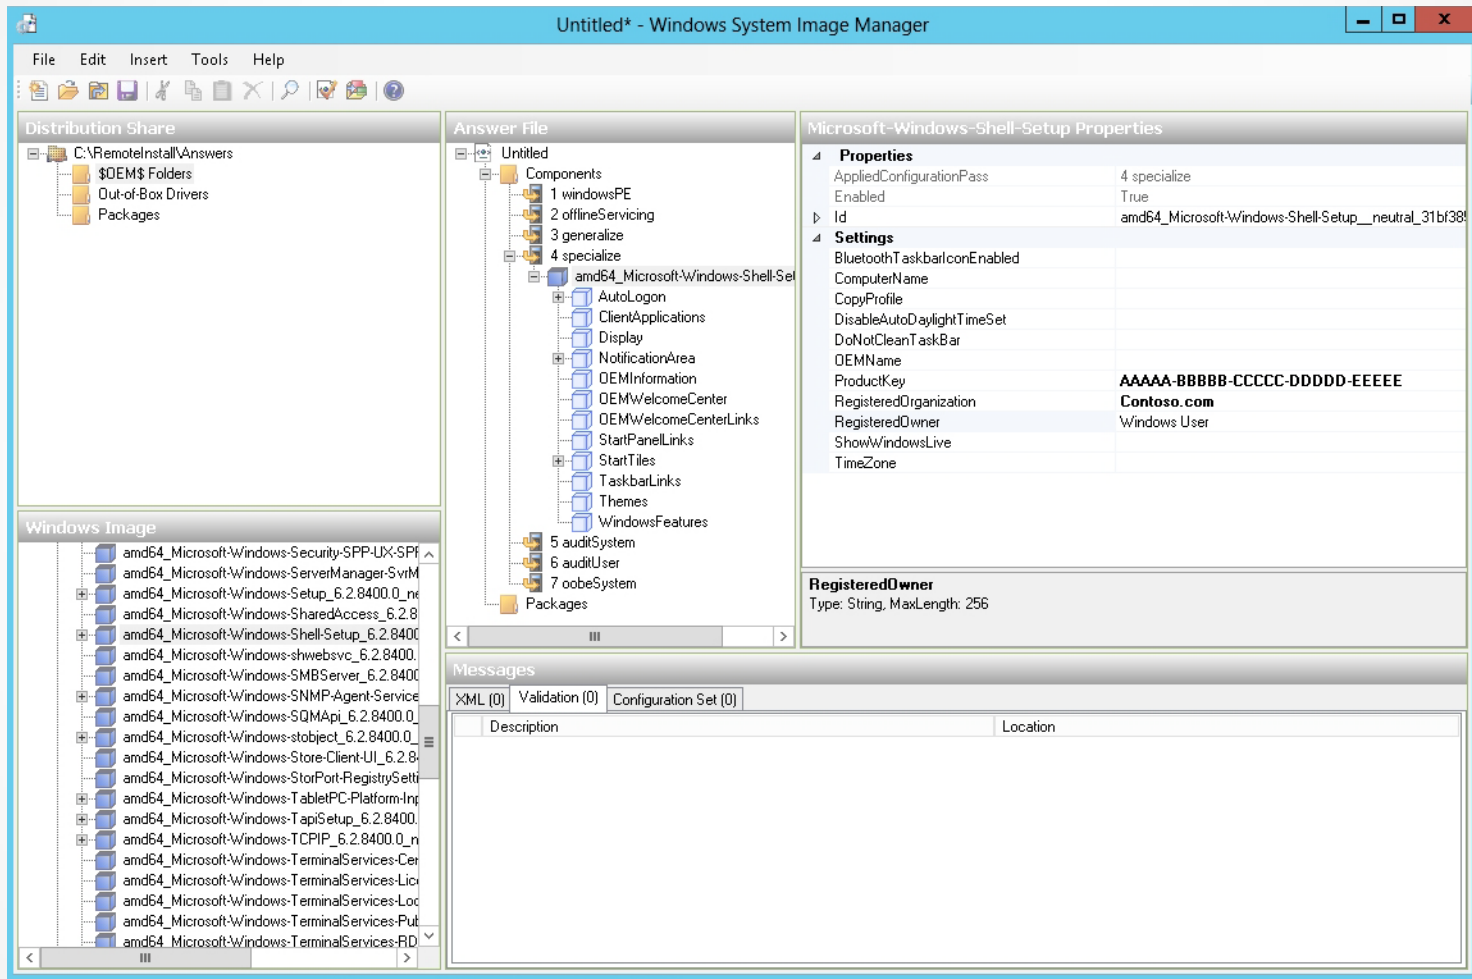 Untitled* - Windows System Image Manager
File Edit Insert Tools Help
Distribution Share
C:\RemoteInstall\Answers
$OEM$ Folders
Out-of-Box Drivers
Packages
Answer File
Untitled
Components
1 windowsPE
2 offlineServicing
3 generalize
4 specialize
amd64_Microsoft-Windows-Shell-Set
AutoLogon
ClientApplications
Display
NotificationArea
OEMInformation
OEMWelcomeCenter
OEMWelcomeCenterLinks
StartPanelLinks
StartTiles
TaskbarLinks
Themes
WindowsFeatures
5 auditSystem
6 auditUser
7 oobeSystem
Packages
Microsoft-Windows-Shell-Setup Properties
Properties
AppliedConfigurationPass 4 specialize
Enabled True
Id amd64_Microsoft-Windows-Shell-Setup__neutral_31bf385
Settings
BluetoothTaskbarIconEnabled
ComputerName
CopyProfile
DisableAutoDaylightTimeSet
DoNotCleanTaskBar
OEMName
ProductKey AAAAA-BBBBB-CCCCC-DDDDD-EEEEE
RegisteredOrganization Contoso.com
RegisteredOwner Windows User
ShowWindowsLive
TimeZone
RegisteredOwner
Type: String, MaxLength: 256
Windows Image
amd64_Microsoft-Windows-Security-SPP-UX-SPF
amd64_Microsoft-Windows-ServerManager-SvrM
amd64_Microsoft-Windows-Setup_6.2.8400.0_ne
amd64_Microsoft-Windows-SharedAccess_6.2.8
amd64_Microsoft-Windows-Shell-Setup_6.2.8400
amd64_Microsoft-Windows-shwebsvc_6.2.8400.
amd64_Microsoft-Windows-SMBServer_6.2.8400
amd64_Microsoft-Windows-SNMP-Agent-Service
amd64_Microsoft-Windows-SQMApi_6.2.8400.0_
amd64_Microsoft-Windows-stobject_6.2.8400.0_
amd64_Microsoft-Windows-Store-Client-UI_6.2.84
amd64_Microsoft-Windows-StorPort-RegistrySetti
amd64_Microsoft-Windows-TabletPC-Platform-Inp
amd64_Microsoft-Windows-TapiSetup_6.2.8400.
amd64_Microsoft-Windows-TCPIP_6.2.8400.0_n
amd64_Microsoft-Windows-TerminalServices-Cer
amd64_Microsoft-Windows-TerminalServices-Lice
amd64_Microsoft-Windows-TerminalServices-Loc
amd64_Microsoft-Windows-TerminalServices-Pub
amd64_Microsoft-Windows-TerminalServices-RD
Messages
XML (0) Validation (0) Configuration Set (0)
Description Location